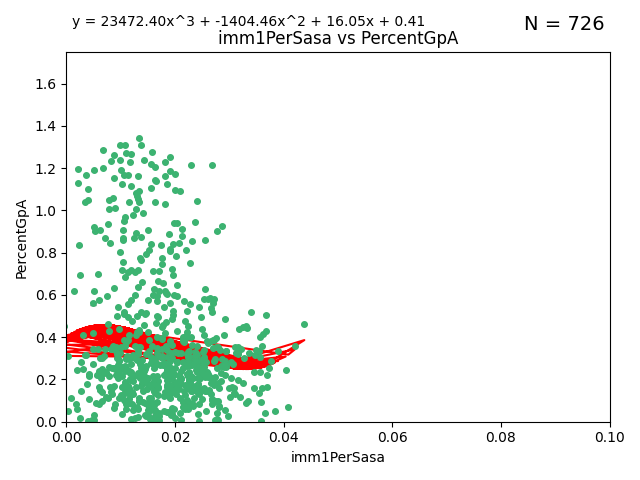 y = 23472.40x^3 + -1404.46x^2 + 16.05x + 0.41
N = 726
imm1PerSasa vs PercentGpA
PercentGpA
1.6
1.4
1.2
1.0
0.8
0.6
0.4
0.2
0.0
0.00 0.02 0.04 0.06 0.08 0.10
imm1PerSasa